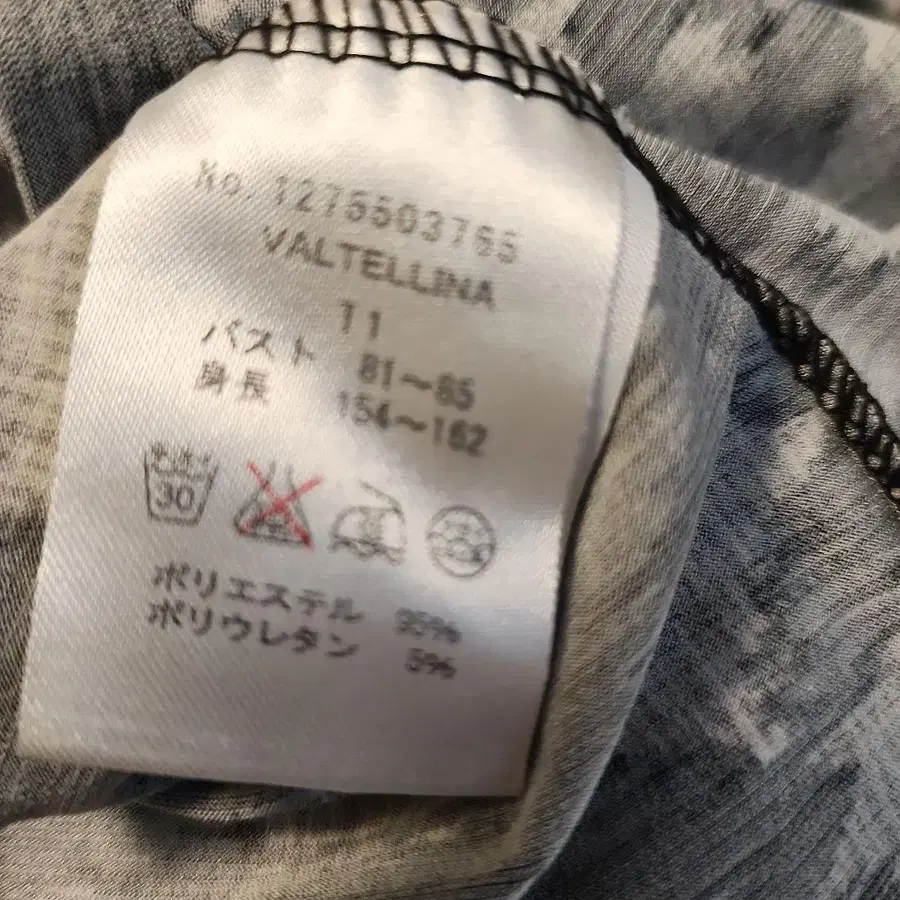 No. 1275503765
VALTELLINA
11
バスト 81～85
身長 154～162
30
ポリエステル 95%
ポリウレタン 5%